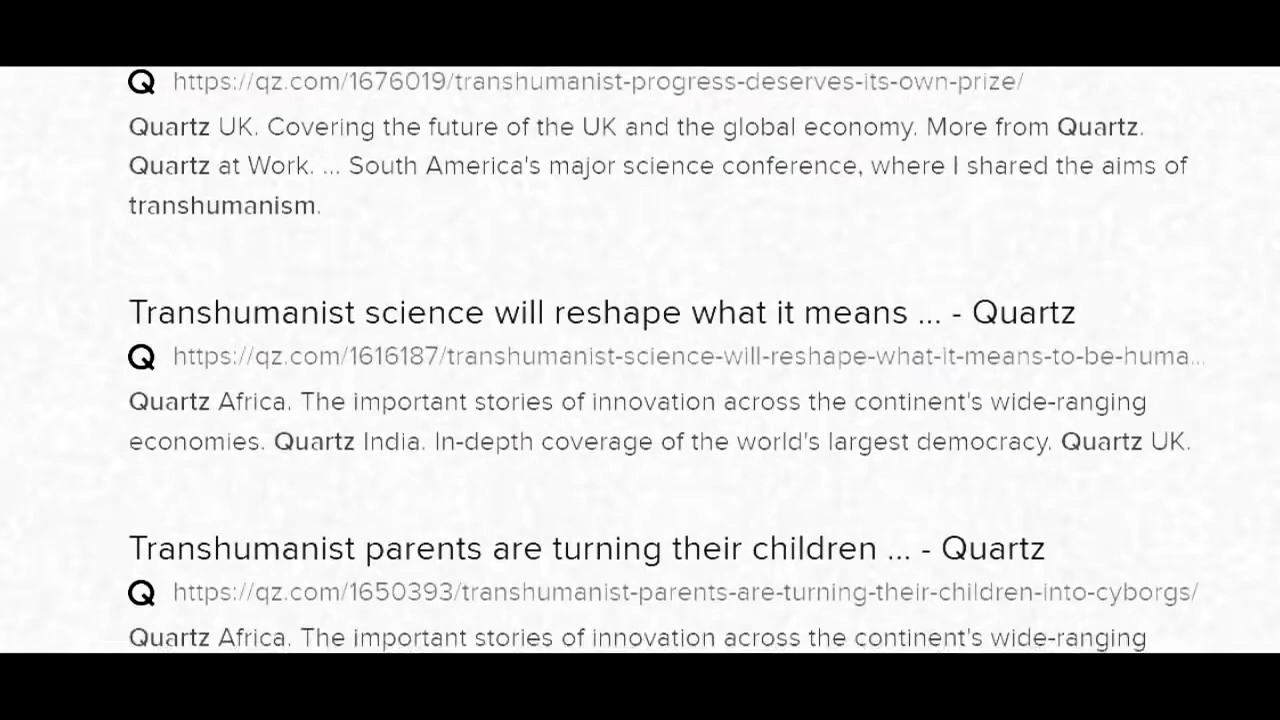 Q https://qz.com/1676019/transhumanist-progress-deserves-its-own-prize/
Quartz UK. Covering the future of the UK and the global economy. More from Quartz.
Quartz at Work. ... South America's major science conference, where I shared the aims of
transhumanism.
Transhumanist science will reshape what it means ... - Quartz
Q https://qz.com/1616187/transhumanist-science-will-reshape-what-it-means-to-be-huma...
Quartz Africa. The important stories of innovation across the continent's wide-ranging
economies. Quartz India. In-depth coverage of the world's largest democracy. Quartz UK.
Transhumanist parents are turning their children ... - Quartz
Q https://qz.com/1650393/transhumanist-parents-are-turning-their-children-into-cyborgs/
Quartz Africa. The important stories of innovation across the continent's wide-ranging